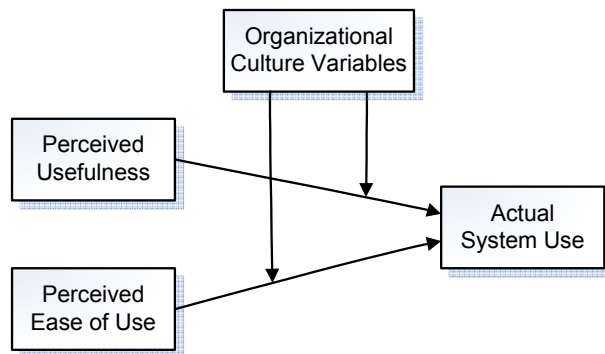 Organizational
Culture Variables
Perceived
Usefulness
Actual
System Use
Perceived
Ease of Use